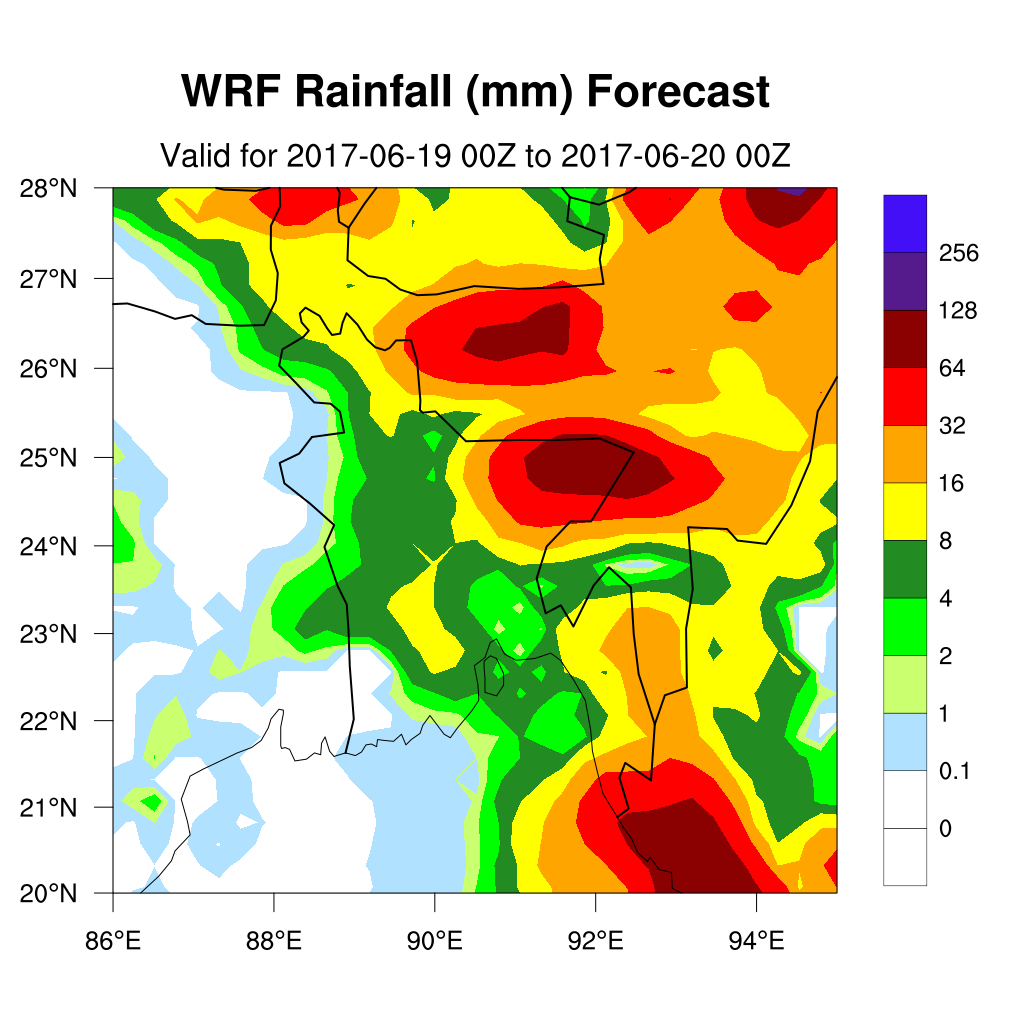 WRF Rainfall (mm) Forecast
Valid for 2017-06-19 00Z to 2017-06-20 00Z
28°N
27°N
26°N
25°N
24°N
23°N
22°N
21°N
20°N
86°E 88°E 90°E 92°E 94°E
256
128
64
32
16
8
4
2
1
0.1
0